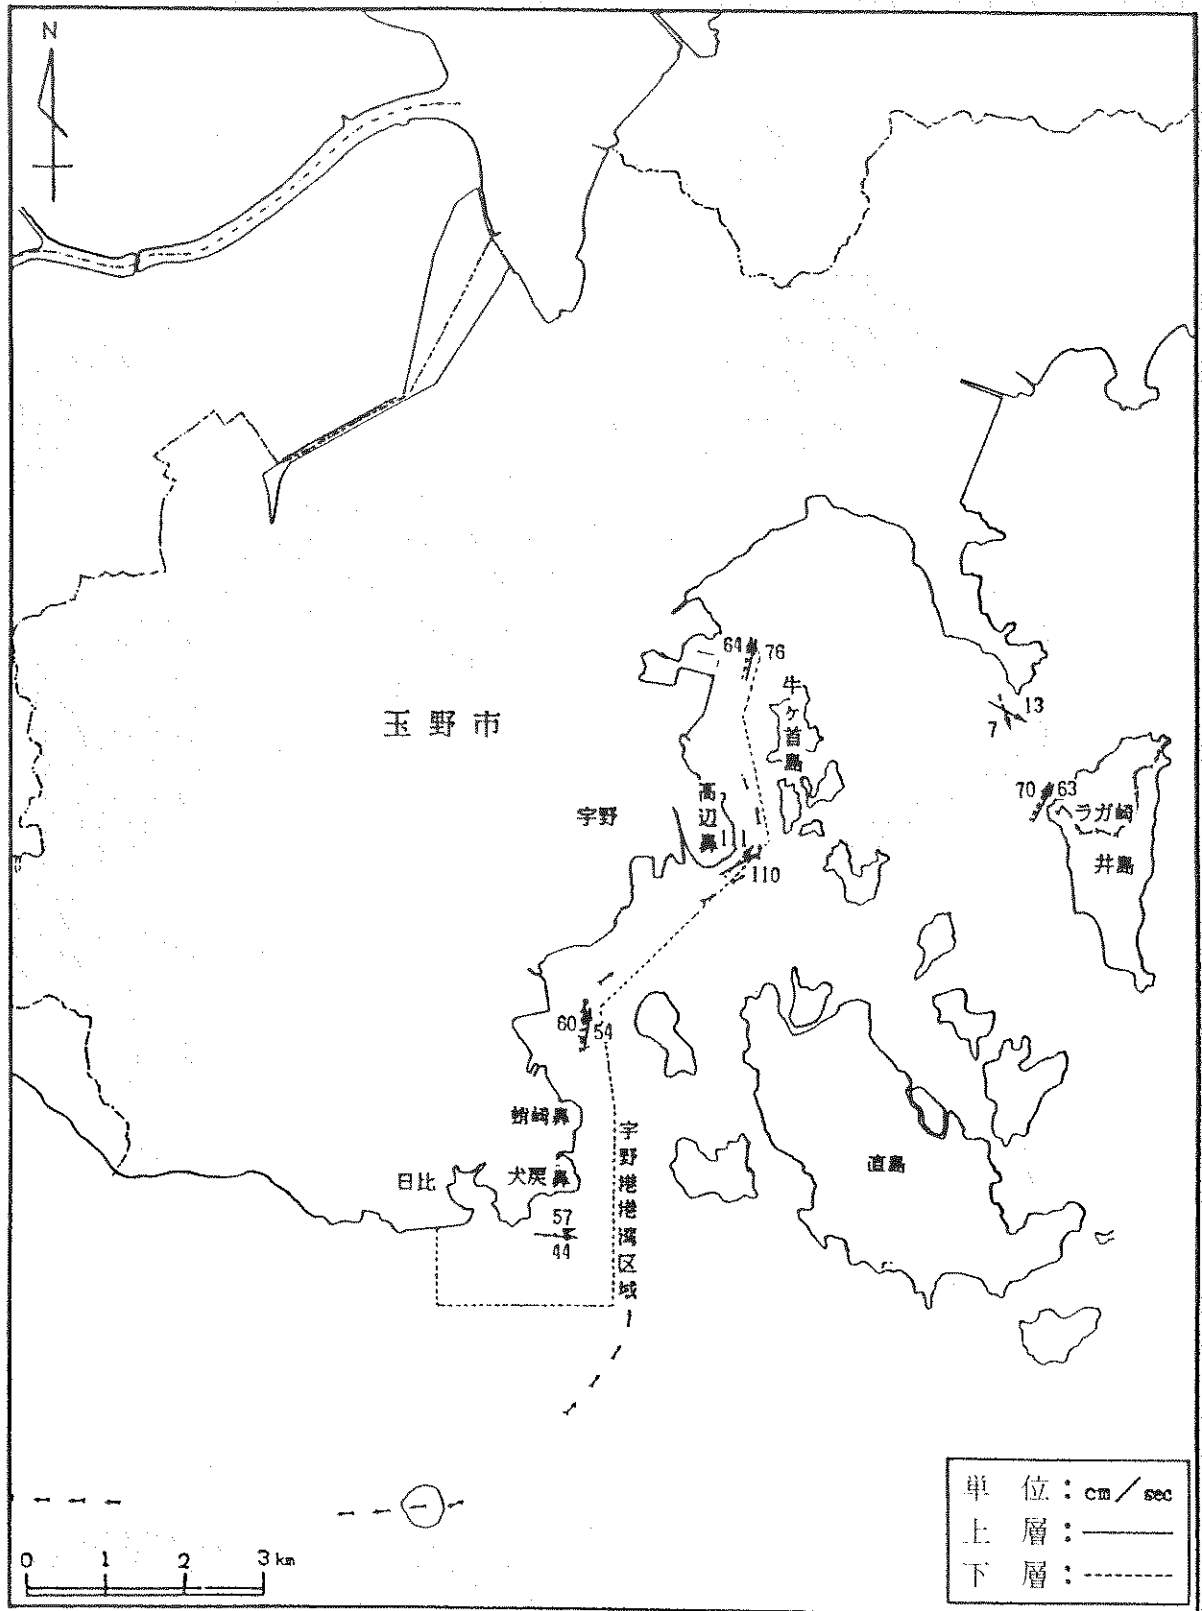 N
64
76
牛ヶ首島
玉野市
13
7
70
63
ヘラガ崎
宇野
高辺鼻
井島
110
60
54
蛸崎鼻
宇野港港湾区域
日比
犬戻鼻
直島
57
44
単 位：cm／sec
上 層：
下 層：
0 1 2 3 km